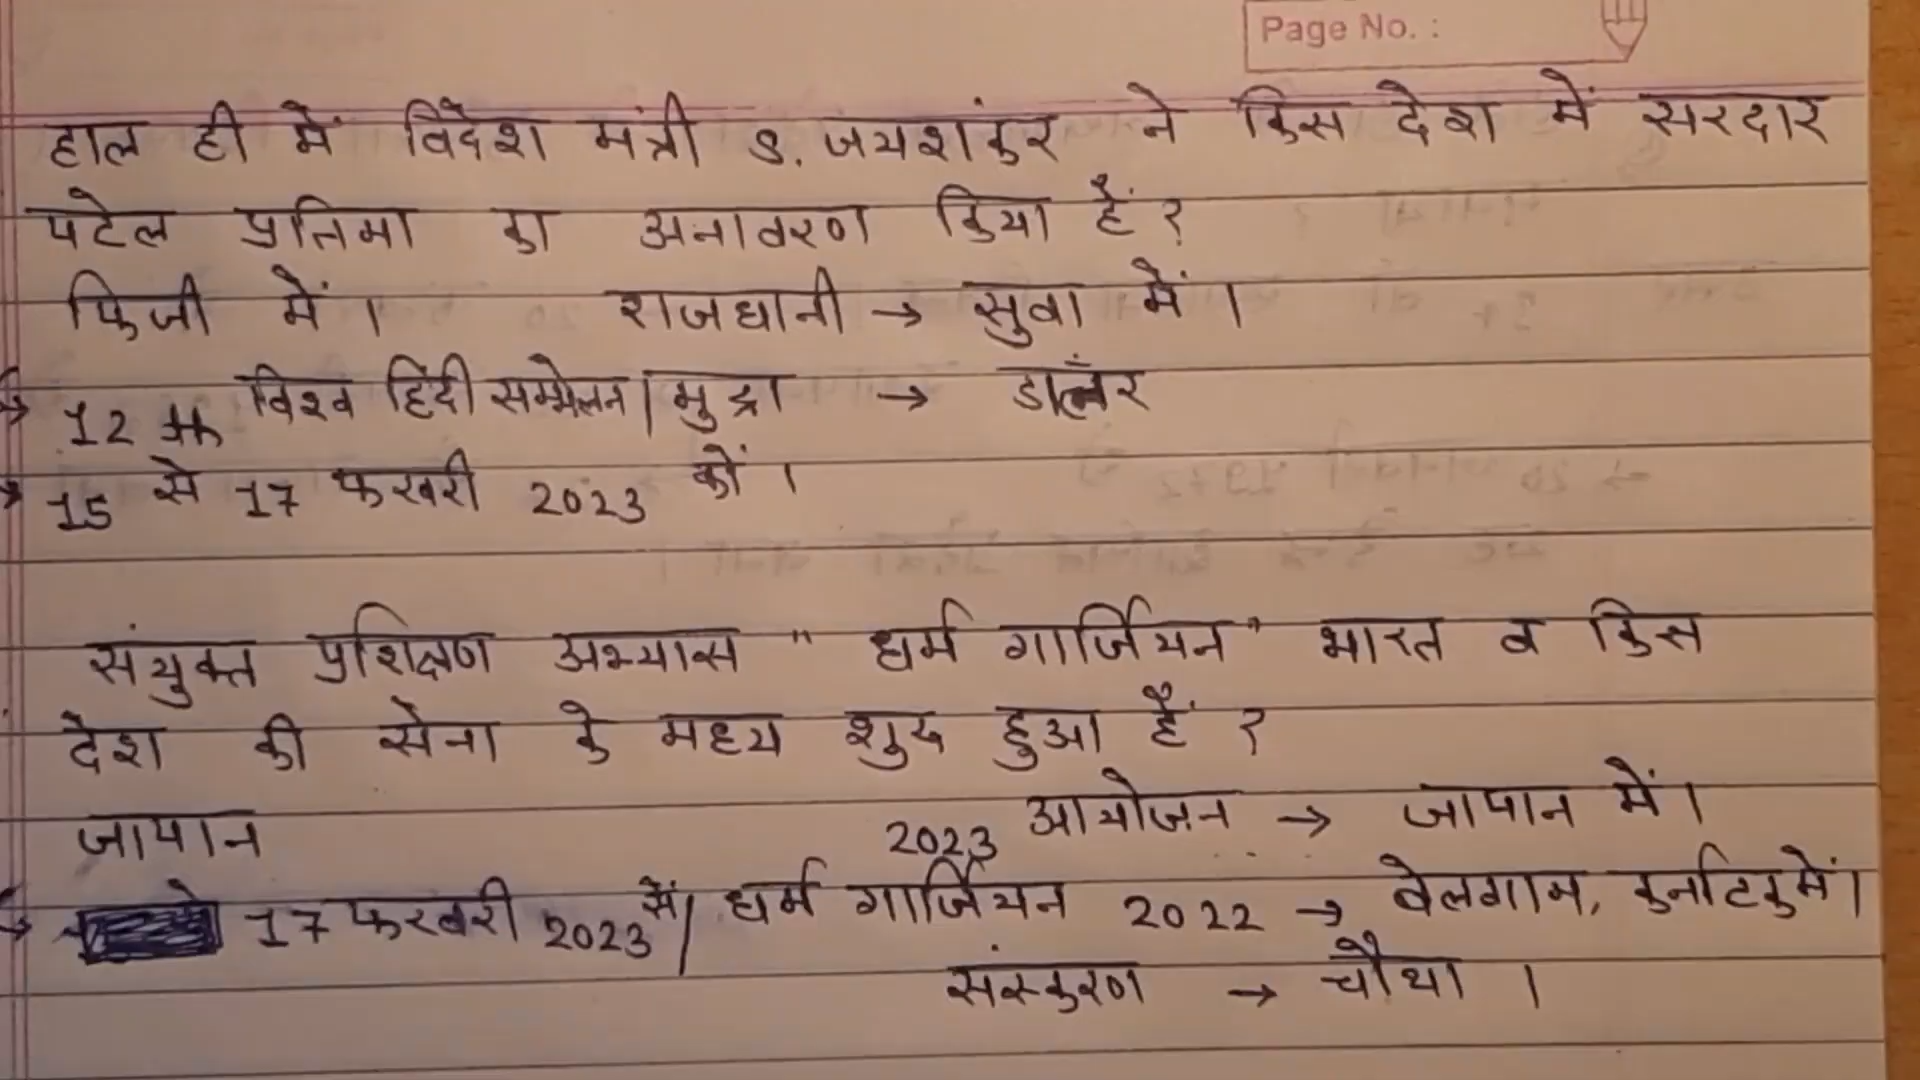 Page No. :
हाल ही में विदेश मंत्री S. जयशंकर ने किस देश में सरदार
पटेल प्रतिमा का अनावरण किया हैं ?
फिजी में । राजधानी → सुवा में ।
→ 12 th विश्व हिंदी सम्मेलन | मुद्रा → डॉलर
→ 15 से 17 फरवरी 2023 कों ।
संयुक्त प्रशिक्षण अभ्यास " धर्म गार्जियन " भारत व किस
देश की सेना के मध्य शुरू हुआ हैं ?
जापान 2023 आयोजन → जापान में ।
→ 17 फरवरी 2023 में | धर्म गार्जियन 2022 → बेलगाम, कर्नाटक में ।
संस्करण → चौथा ।